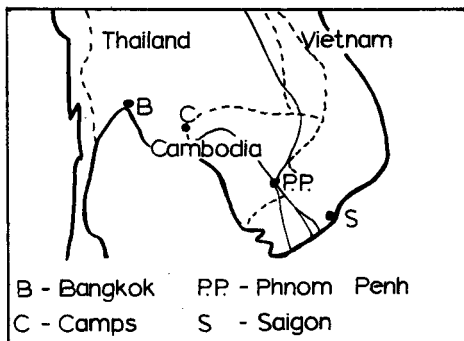 Thailand Vietnam
B
C
Cambodia
P.P.
S
B - Bangkok P.P. - Phnom Penh
C - Camps S - Saigon